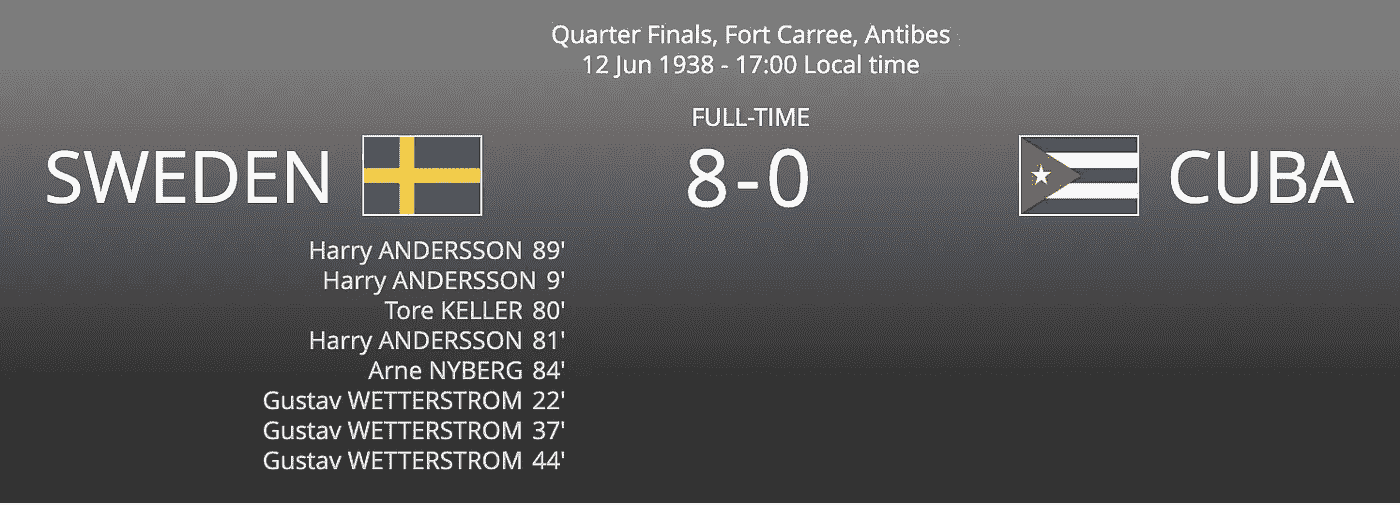 Quarter Finals, Fort Carree, Antibes
12 Jun 1938 - 17:00 Local time
FULL-TIME
SWEDEN 8-0 CUBA
Harry ANDERSSON 89'
Harry ANDERSSON 9'
Tore KELLER 80'
Harry ANDERSSON 81'
Arne NYBERG 84'
Gustav WETTERSTROM 22'
Gustav WETTERSTROM 37'
Gustav WETTERSTROM 44'